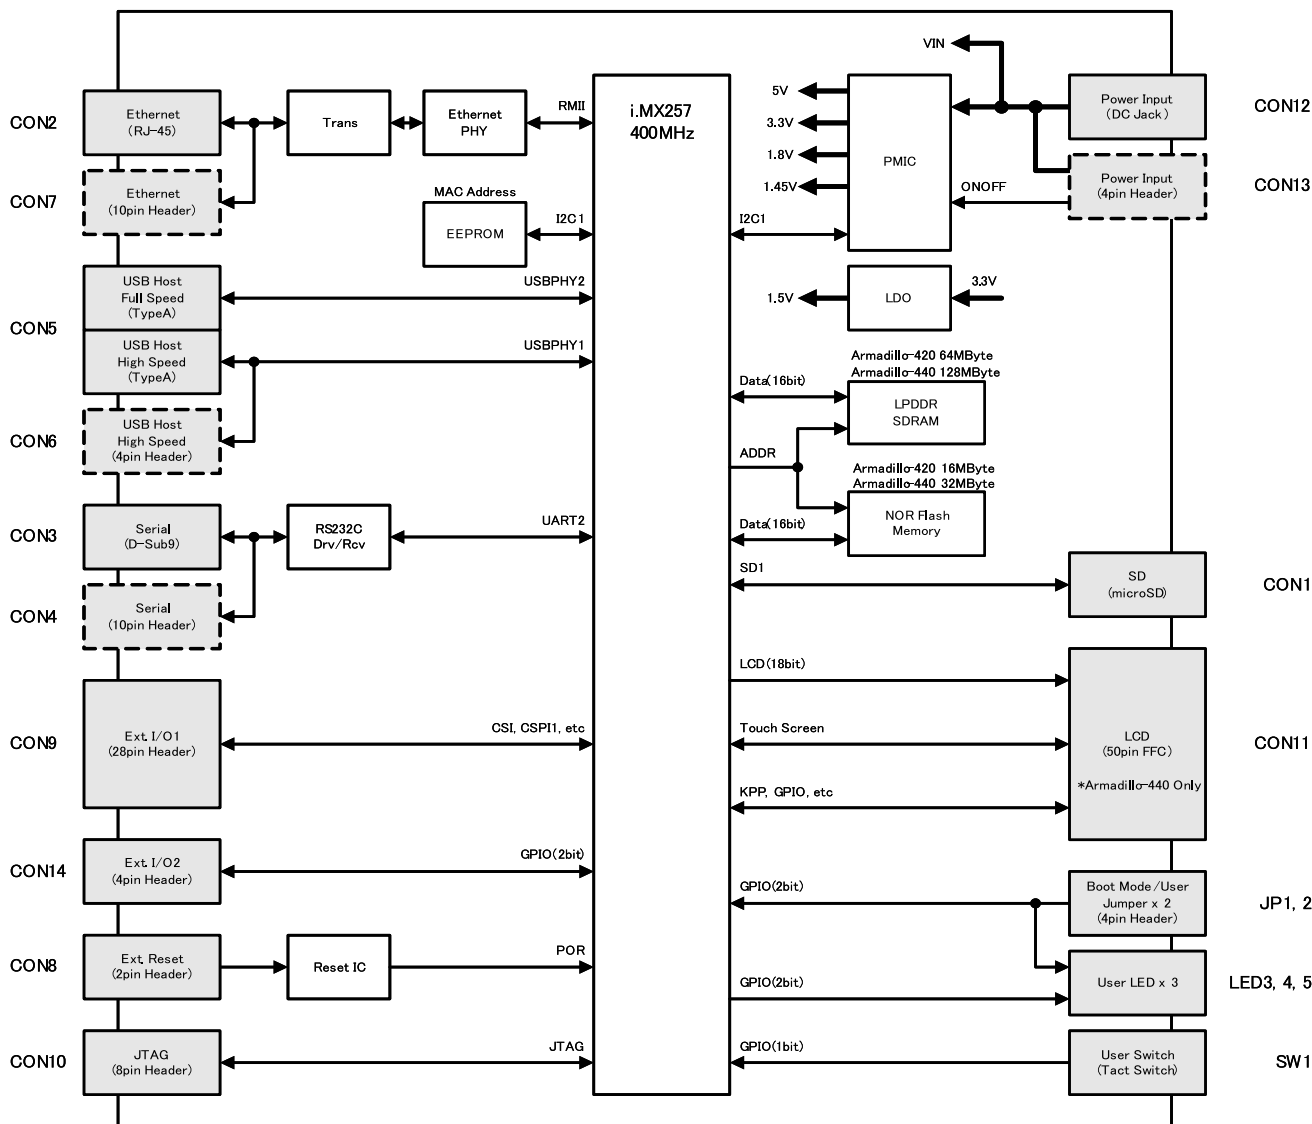 VIN
CON2
Ethernet
(RJ-45)
Trans
Ethernet
PHY
RMII
i.MX257
400MHz
5V
3.3V
1.8V
1.45V
PMIC
Power Input
(DC Jack)
CON12
CON7
Ethernet
(10pin Header)
MAC Address
EEPROM
I2C1
I2C1
ONOFF
Power Input
(4pin Header)
CON13
CON5
USB Host
Full Speed
(TypeA)
USBPHY2
1.5V
LDO
3.3V
USB Host
High Speed
(TypeA)
USBPHY1
Armadillo-420 64MByte
Armadillo-440 128MByte
Data(16bit)
LPDDR
SDRAM
CON6
USB Host
High Speed
(4pin Header)
ADDR
Armadillo-420 16MByte
Armadillo-440 32MByte
NOR Flash
Memory
Data(16bit)
CON3
Serial
(D-Sub9)
RS232C
Drv/Rcv
UART2
SD1
SD
(microSD)
CON1
CON4
Serial
(10pin Header)
CON9
Ext. I/O1
(28pin Header)
CSI, CSPI1, etc
LCD(18bit)
Touch Screen
KPP, GPIO, etc
LCD
(50pin FFC)
*Armadillo-440 Only
CON11
CON14
Ext. I/O2
(4pin Header)
GPIO(2bit)
GPIO(2bit)
Boot Mode/User
Jumper x 2
(4pin Header)
JP1, 2
CON8
Ext. Reset
(2pin Header)
Reset IC
POR
GPIO(2bit)
User LED x 3
LED3, 4, 5
CON10
JTAG
(8pin Header)
JTAG
GPIO(1bit)
User Switch
(Tact Switch)
SW1